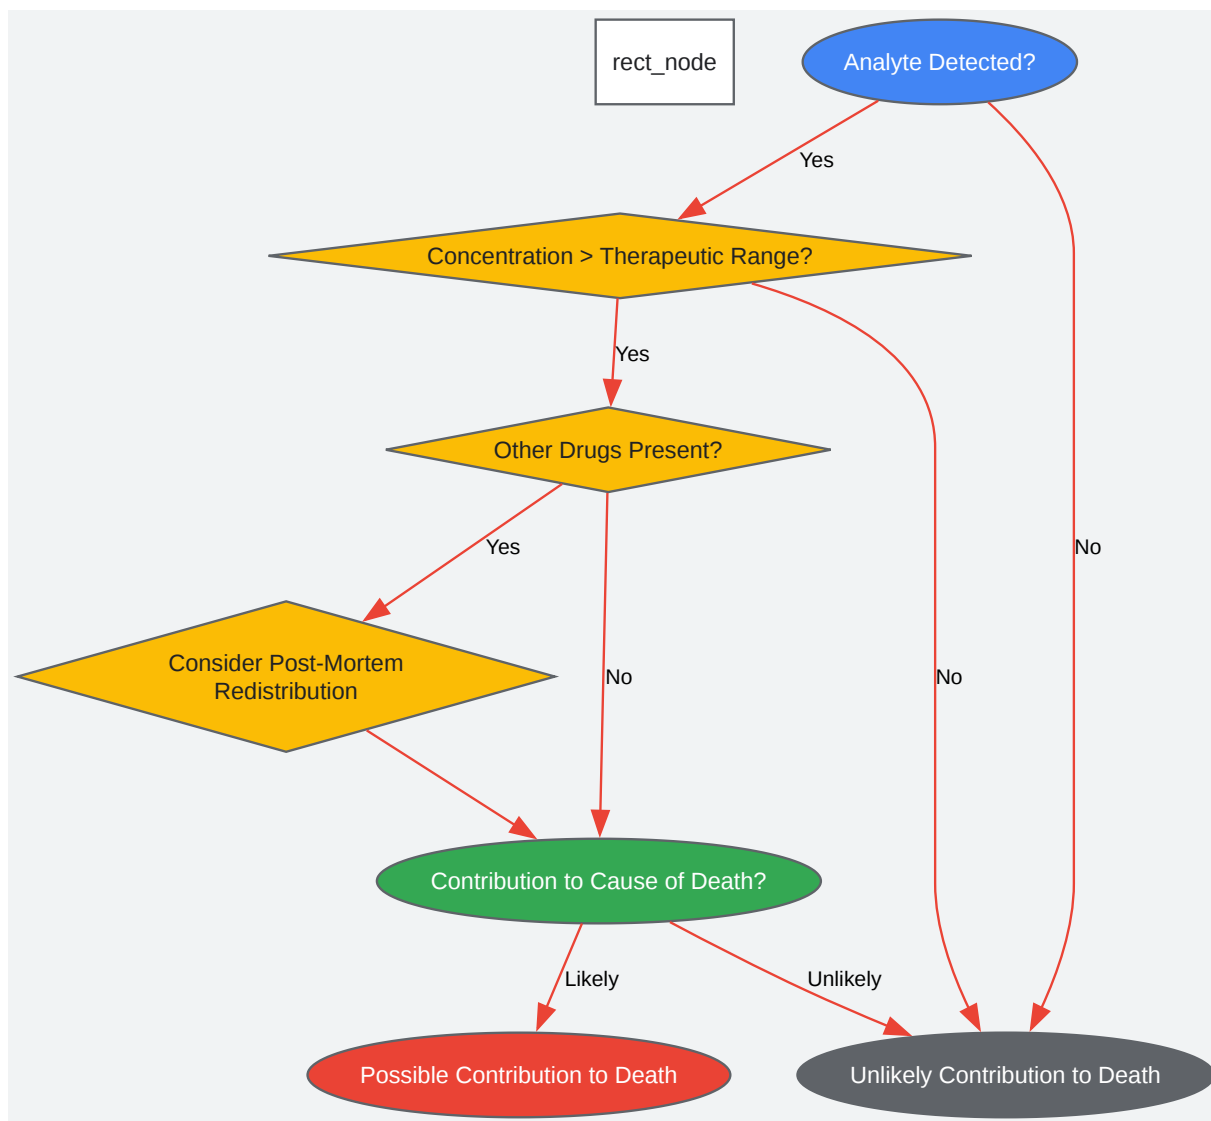 rect_node
Analyte Detected?
Yes
Concentration > Therapeutic Range?
Yes
Other Drugs Present?
Yes
No
Consider Post-Mortem
Redistribution
No
No
Contribution to Cause of Death?
Likely
Unlikely
Possible Contribution to Death
Unlikely Contribution to Death